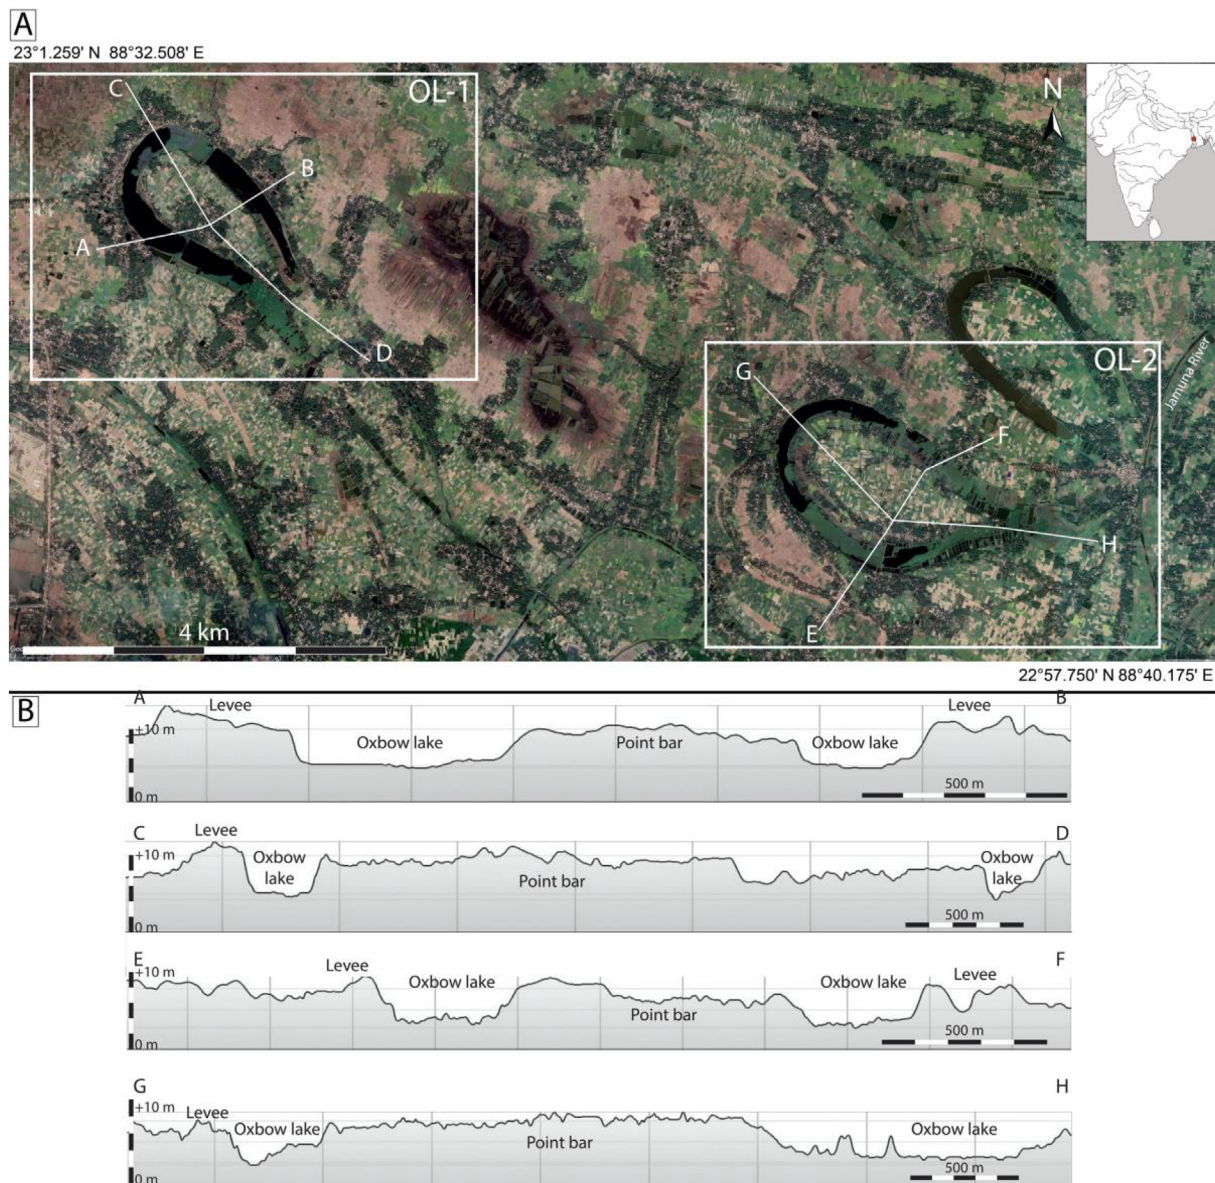 A
23°1.259' N 88°32.508' E
C
OL-1
N
B
A
D
OL-2
G
Jamuna River
F
H
E
4 km
22°57.750' N 88°40.175' E
B
A
Levee
Levee
B
+10 m
Oxbow lake
Point bar
Oxbow lake
500 m
0 m
C
Levee
D
+10 m
Oxbow
lake
Point bar
Oxbow
lake
500 m
0 m
E
Levee
Levee
F
+10 m
Oxbow lake
Oxbow lake
Point bar
500 m
0 m
G
H
+10 m
Levee
Oxbow lake
Point bar
Oxbow lake
500 m
0 m